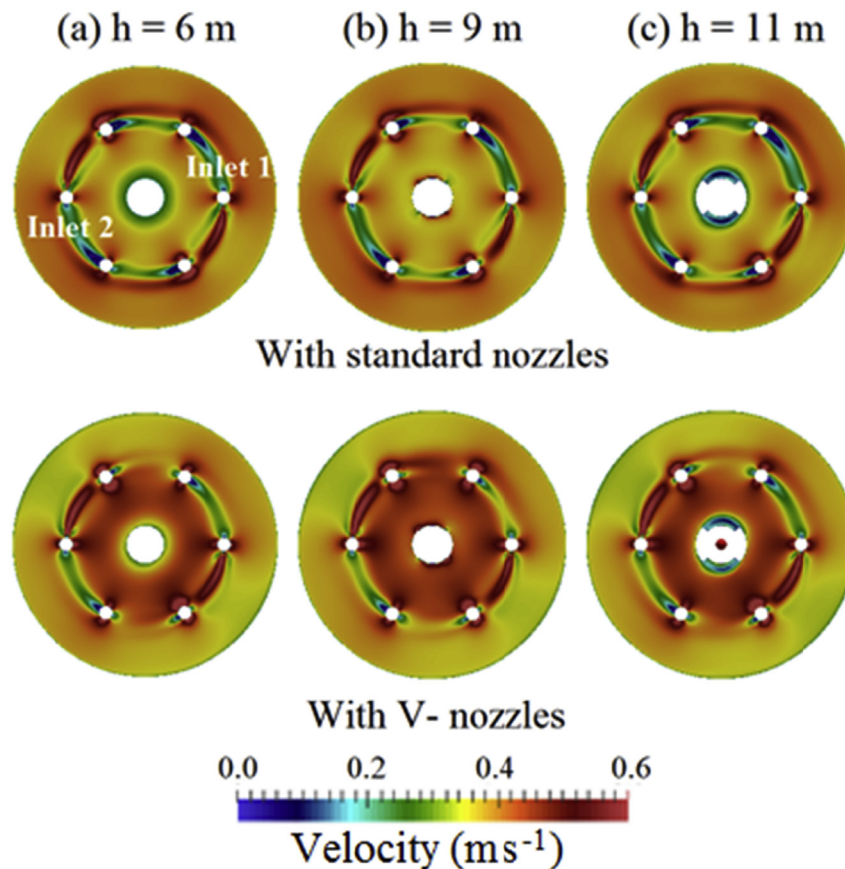 (a) h = 6 m (b) h = 9 m (c) h = 11 m
Inlet 1
Inlet 2
With standard nozzles
With V- nozzles
0.0 0.2 0.4 0.6
Velocity (ms⁻¹)